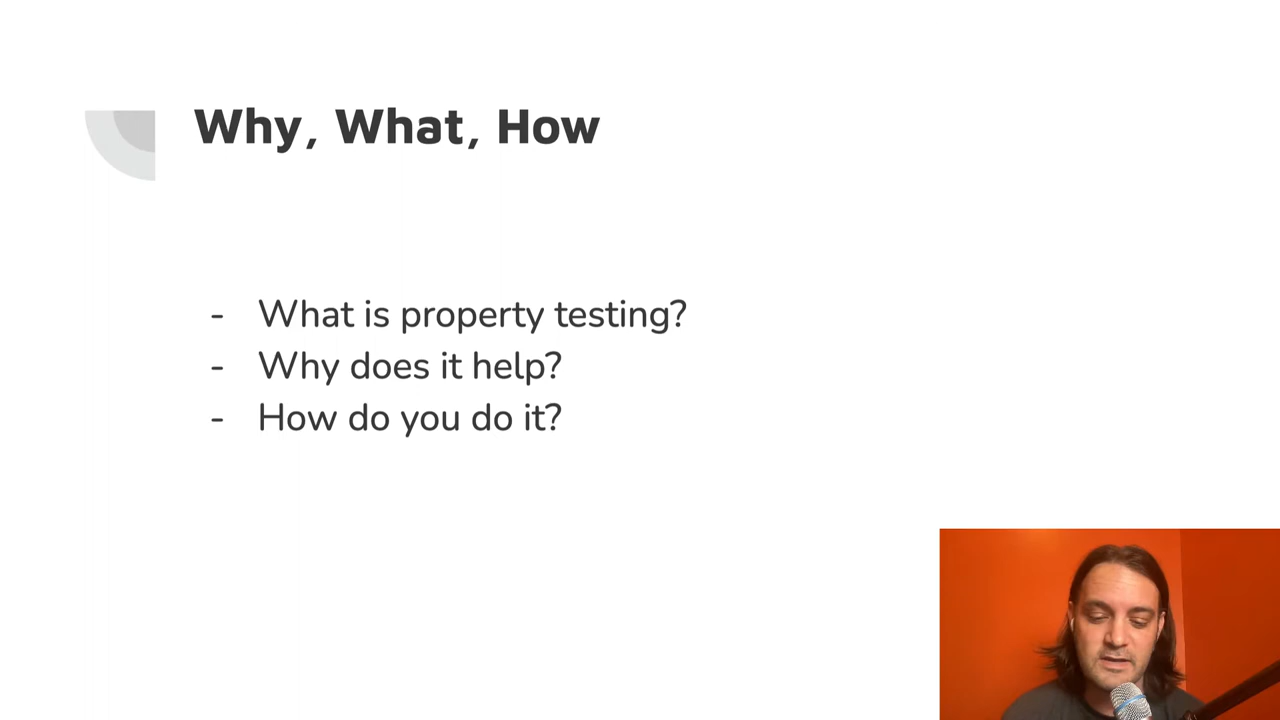 Why, What, How
- What is property testing?
- Why does it help?
- How do you do it?